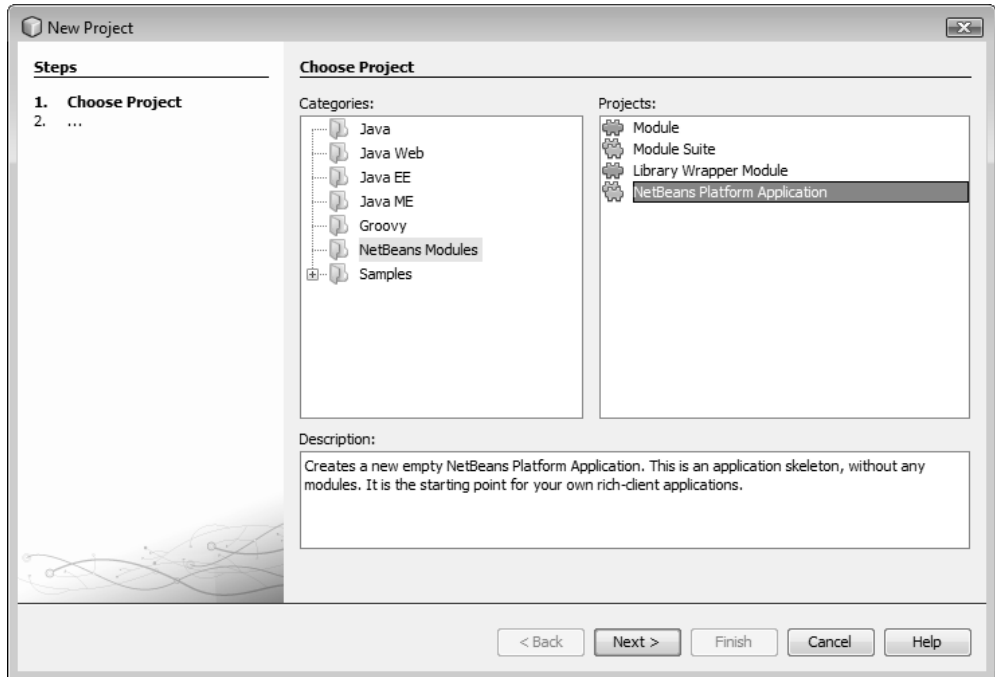 New Project
Steps
1. Choose Project
2. ...
Choose Project
Categories:
Java
Java Web
Java EE
Java ME
Groovy
NetBeans Modules
Samples
Projects:
Module
Module Suite
Library Wrapper Module
NetBeans Platform Application
Description:
Creates a new empty NetBeans Platform Application. This is an application skeleton, without any
modules. It is the starting point for your own rich-client applications.
< Back
Next >
Finish
Cancel
Help